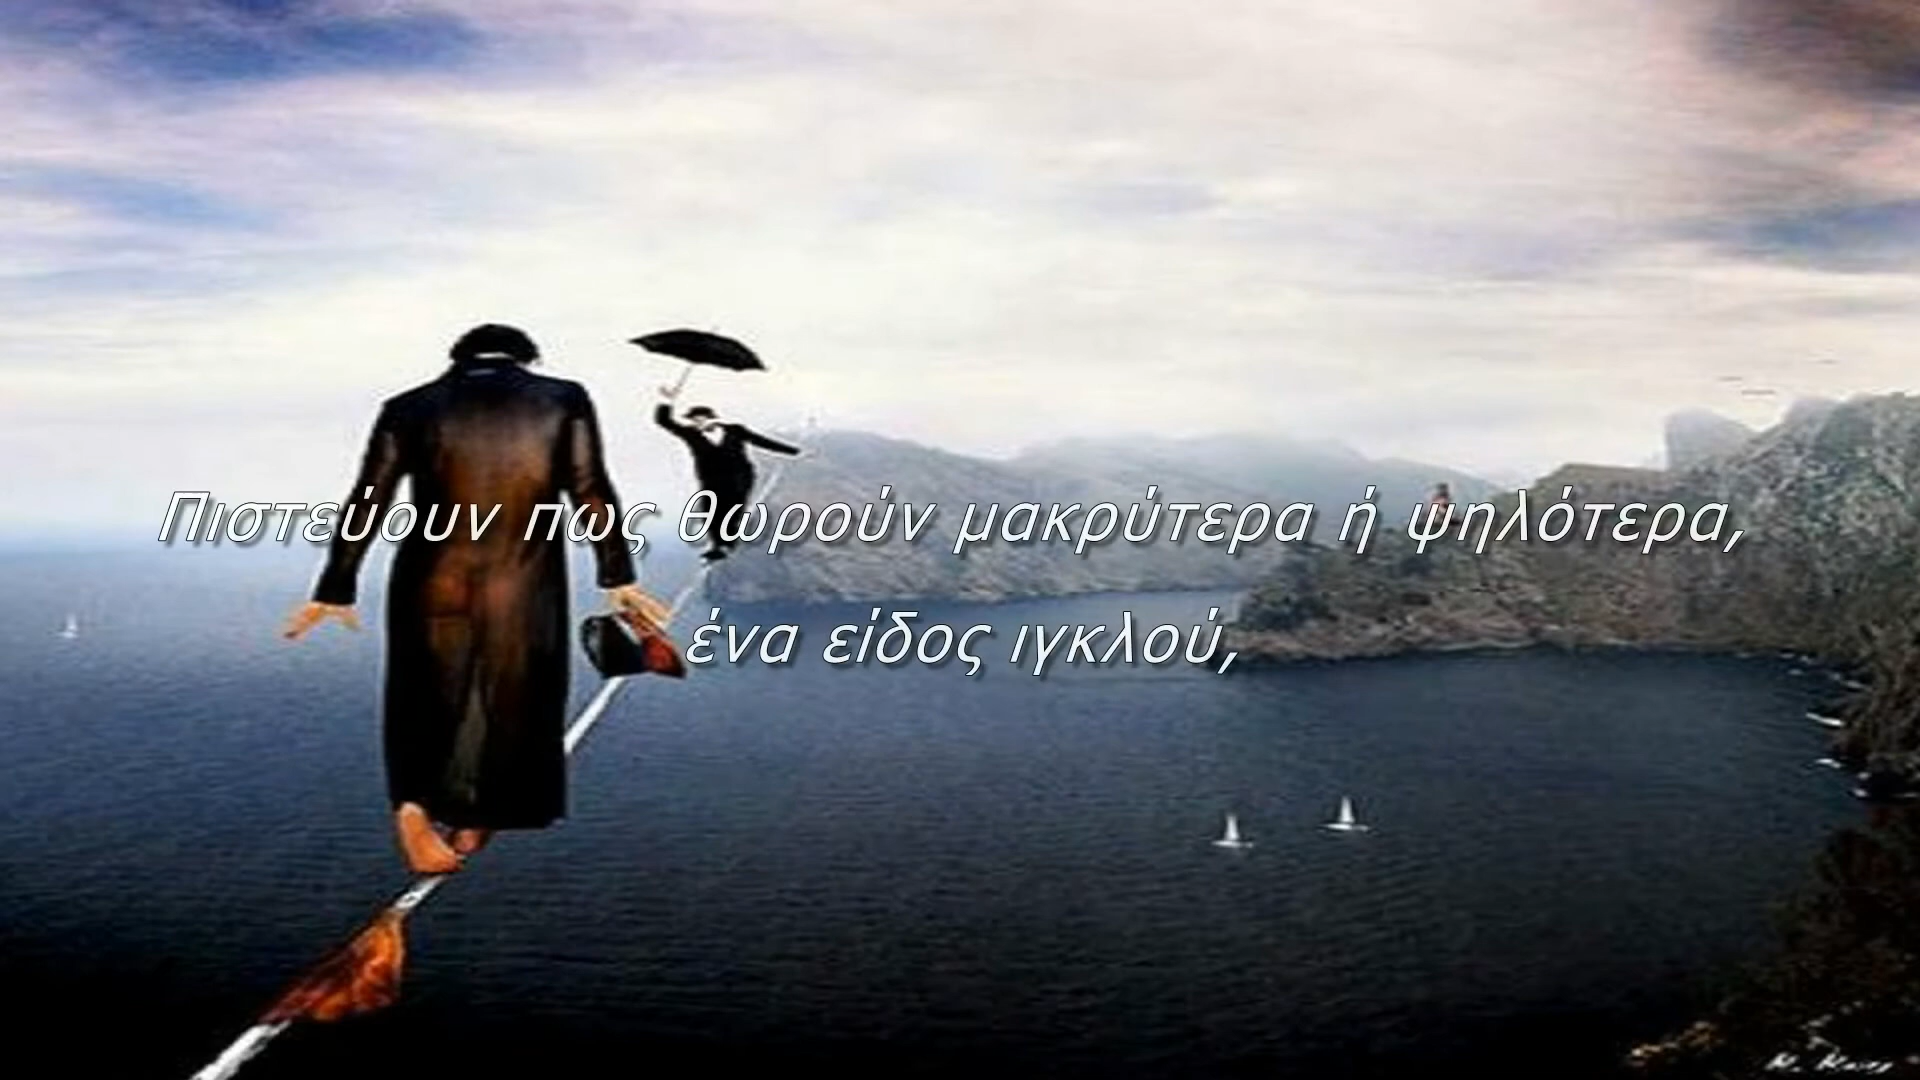 Πιστεύουν πως θωρούν μακρύτερα ή ψηλότερα,
ένα είδος ιγκλού,